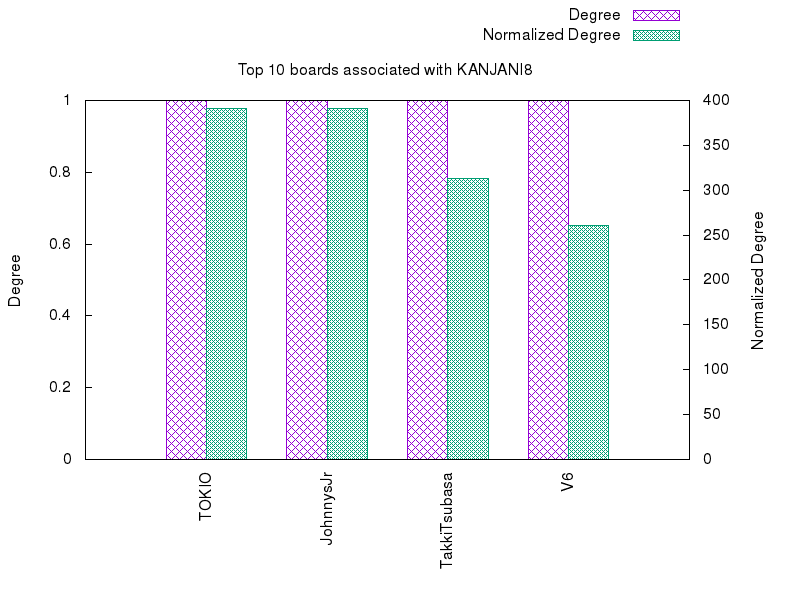 Degree
Normalized Degree
Top 10 boards associated with KANJANI8
1
0.8
0.6
0.4
0.2
0
400
350
300
250
200
150
100
50
0
Degree
Normalized Degree
TOKIO
JohnnysJr
TakkiTsubasa
V6